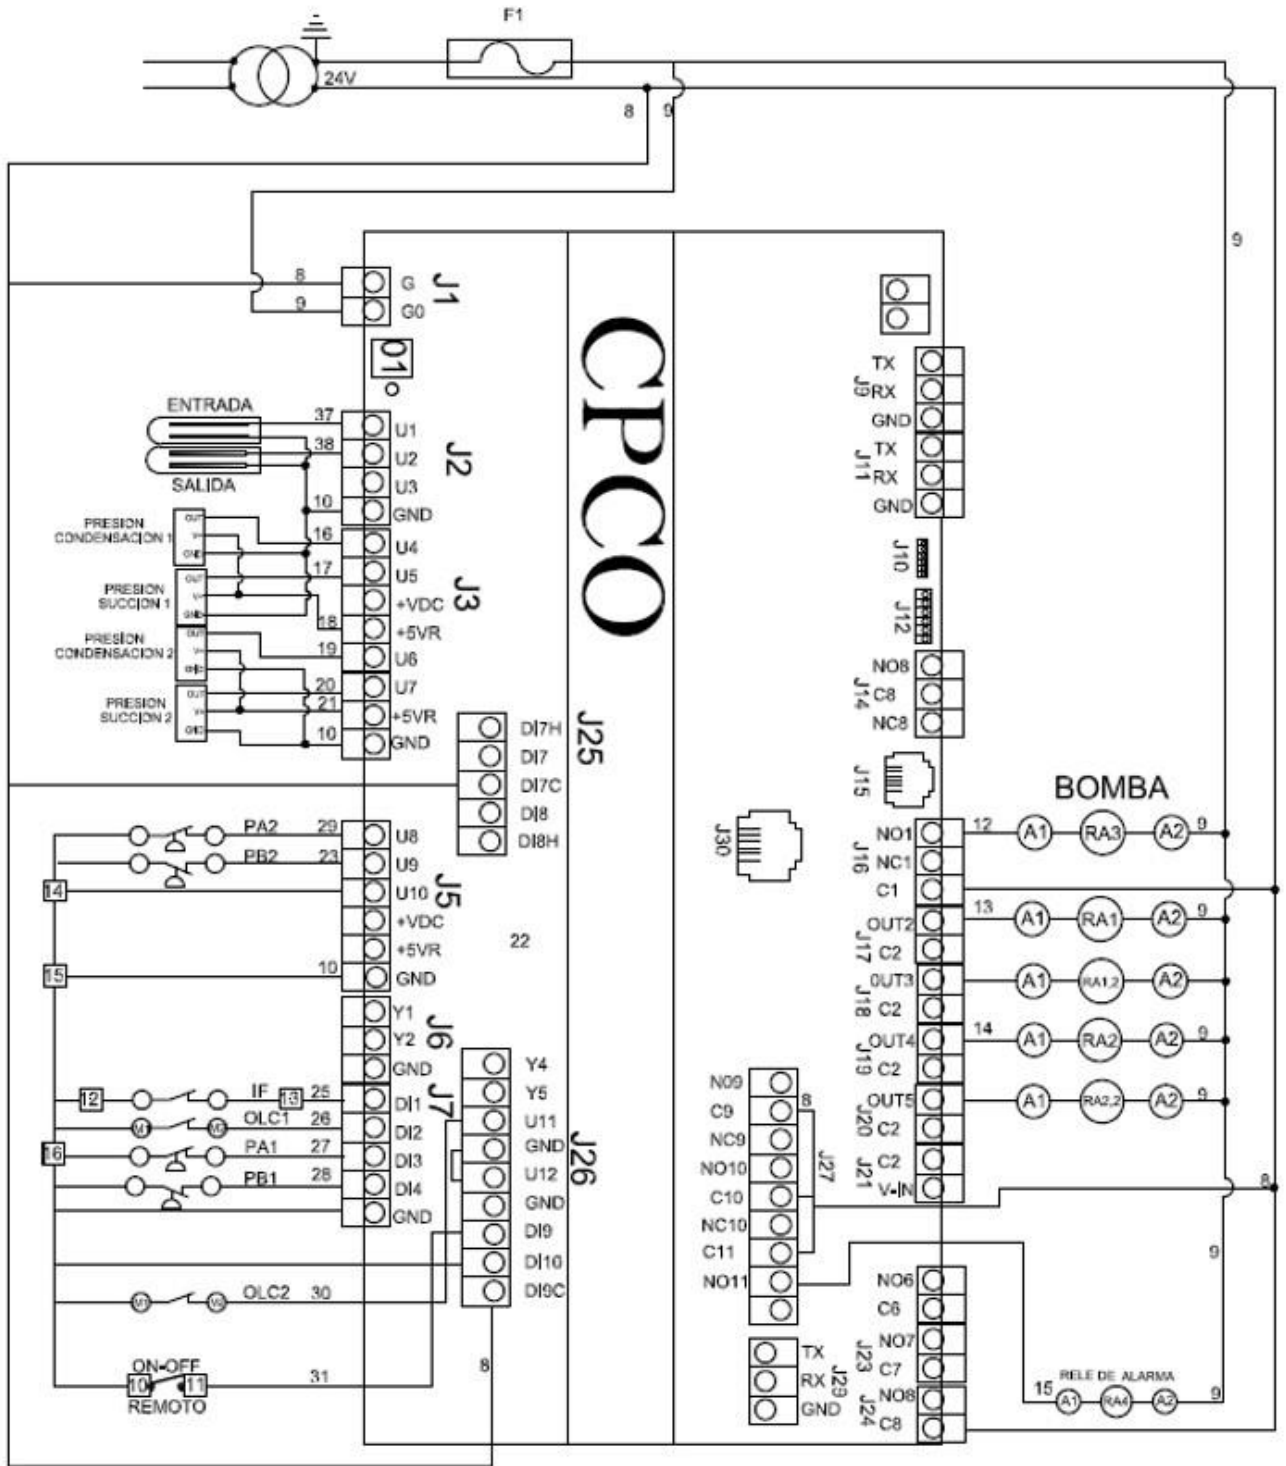 F1
24V
8
9
9
8
G
9
G0
J1
01
CPCO
ENTRADA
37
U1
38
U2
SALIDA
U3
10
GND
J2
PRESION
CONDENSACION 1
OUT
V+
GND
16
U4
17
U5
PRESION
SUCCION 1
OUT
V+
GND
+VDC
18
+5VR
J3
PRESION
CONDENSACION 2
OUT
V+
GND
19
U6
20
U7
PRESION
SUCCION 2
OUT
V+
GND
21
+5VR
10
GND
DI7H
DI7
DI7C
DI8
DI8H
J25
PA2
29
U8
PB2
23
U9
14
U10
J5
+VDC
+5VR
22
15
10
GND
Y1
Y2
GND
J6
12
IF
13
25
DI1
J7
OLC1
26
DI2
16
PA1
27
DI3
PB1
28
DI4
GND
Y4
Y5
U11
GND
U12
GND
DI9
DI10
DI9C
J26
M1
OLC2
30
ON-OFF
10
11
REMOTO
31
8
TX
J9
RX
GND
TX
J11
RX
GND
J10
J12
NO8
J14
C8
NC8
J15
J30
BOMBA
NO1
12
A1
RA3
A2
9
J16
NC1
C1
OUT2
13
A1
RA1
A2
9
J17
C2
0UT3
A1
RA1,2
A2
J18
C2
OUT4
14
A1
RA2
A2
9
J19
C2
OUT5
A1
RA2,2
A2
9
J20
C2
C2
J21
V-IN
8
N09
C9
8
NC9
NO10
C10
NC10
C11
NO11
J27
9
NO6
C6
NO7
J23
C7
NO8
J24
C8
TX
RX
GND
J29
RELE DE ALARMA
15
A1
RA4
A2
9